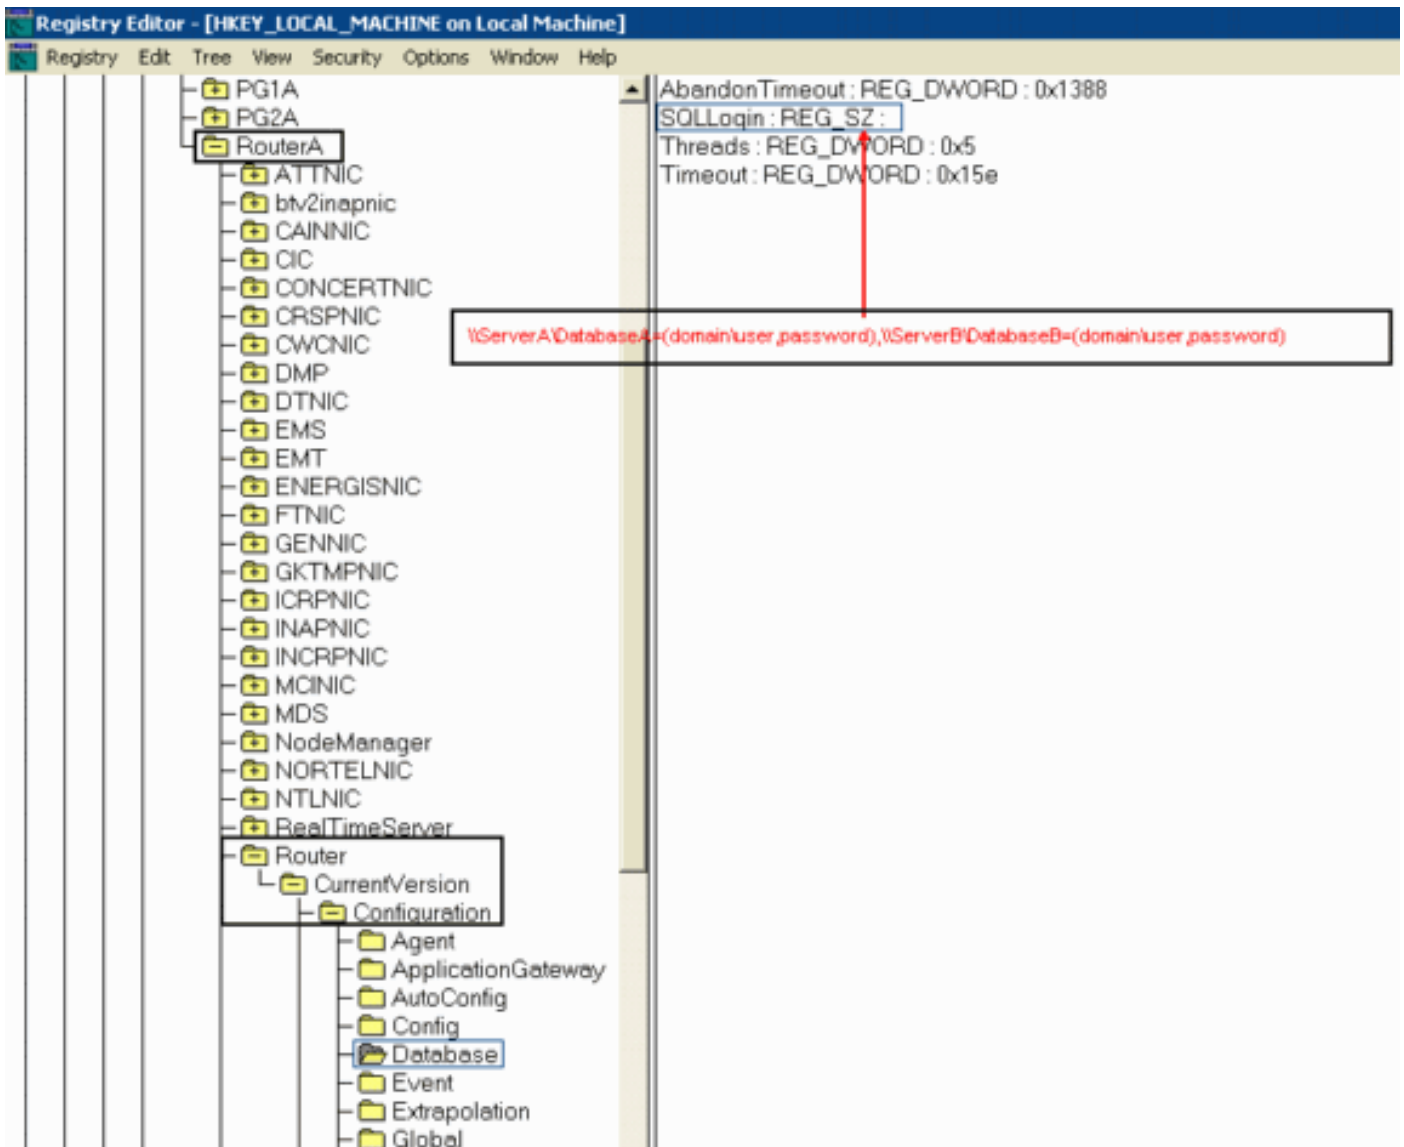 Registry Editor - [HKEY_LOCAL_MACHINE on Local Machine]
Registry Edit Tree View Security Options Window Help
PG1A
PG2A
RouterA
ATTNIC
btv2inapnic
CAINNIC
CIC
CONCERTNIC
CRSPNIC
CWCNIC
DMP
DTNIC
EMS
EMT
ENERGISNIC
FTNIC
GENNIC
GKTMPNIC
ICRPNIC
INAPNIC
INCRPNIC
MCINIC
MDS
NodeManager
NORTELNIC
NTLNIC
RealTimeServer
Router
CurrentVersion
Configuration
Agent
ApplicationGateway
AutoConfig
Config
Database
Event
Extrapolation
Global
AbandonTimeout : REG_DWORD : 0x1388
SQLLogin : REG_SZ :
Threads : REG_DWORD : 0x5
Timeout : REG_DWORD : 0x15e
\\ServerA\DatabaseA=(domain\user,password),\\ServerB\DatabaseB=(domain\user,password)